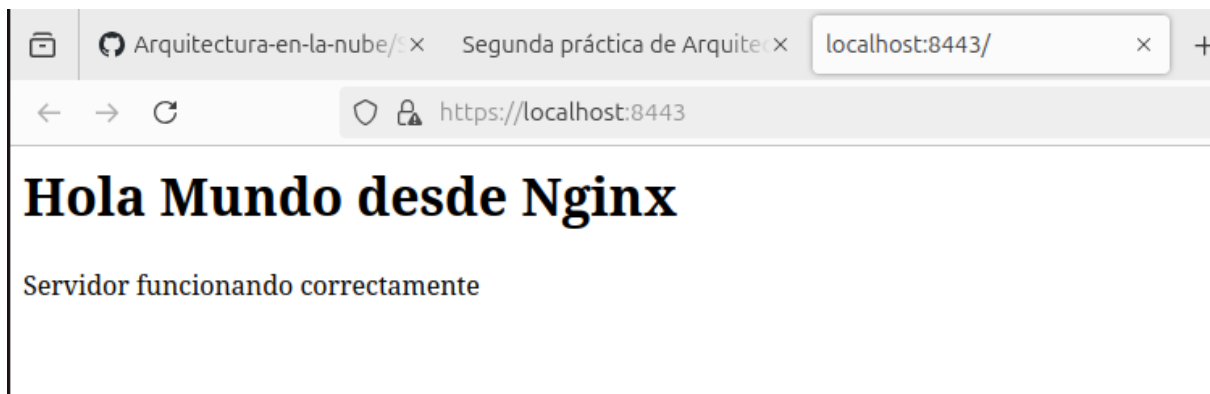 Arquitectura-en-la-nube/
Segunda práctica de Arquitec
localhost:8443/
https://localhost:8443
Hola Mundo desde Nginx
Servidor funcionando correctamente